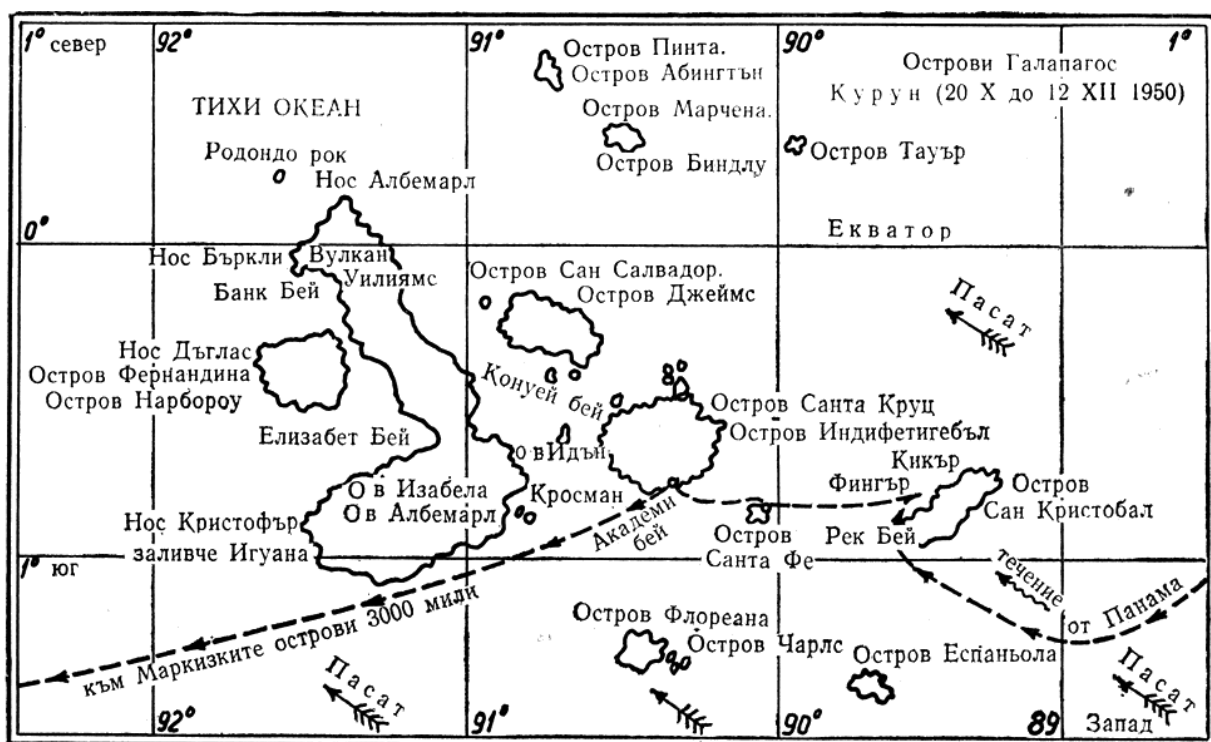 1° север
92°
91°
90°
1°
Остров Пинта.
Остров Абингтън
Острови Галапагос
Курун (20 X до 12 XII 1950)
ТИХИ ОКЕАН
Остров Марчена.
Остров Биндлу
Остров Тауър
Родондо рок
Нос Албемарл
0°
Екватор
Нос Бъркли
Вулкан
Уилиямс
Банк Бей
Остров Сан Салвадор.
Остров Джеймс
Пасат
Нос Дъглас
Остров Фернандина
Остров Нарбороу
Конуей бей
Остров Санта Круц
Остров Индифетигебъл
Елизабет Бей
о вИдън
Кикър
Фингър
Остров
Сан Кристобал
О в Изабела
О в Албемарл
Кросман
Академи
бей
Нос Кристофър
заливче Игуана
Остров
Санта Фе
Рек Бей
1° юг
течение
от Панама
към Маркизките острови 3000 мили
Остров Флореана
Остров Чарлс
Остров Еспаньола
Пасат
Пасат
92°
91°
90°
89
Запад